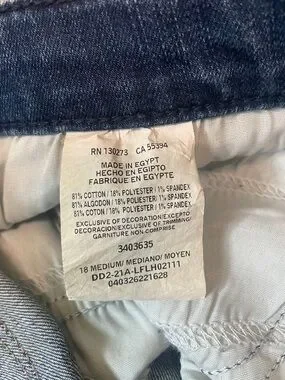 RN 130273 CA 55394
MADE IN EGYPT
HECHO EN EGIPTO
FABRIQUE EN EGYPTE
81% COTTON / 18% POLYESTER / 1% SPANDEX
81% ALGODON / 18% POLIESTER / 1% SPANDEX
81% COTON / 18% POLYESTER / 1% SPANDEX
EXCLUSIVE OF DECORATION/EXCEPTO
DECORACION/EXCLUSIVE OF TRIMMING/
GARNITURE NON COMPRISE
3403635
18 MEDIUM/ MEDIANO/ MOYEN
DD2-21A-LFLH02111
040326221628